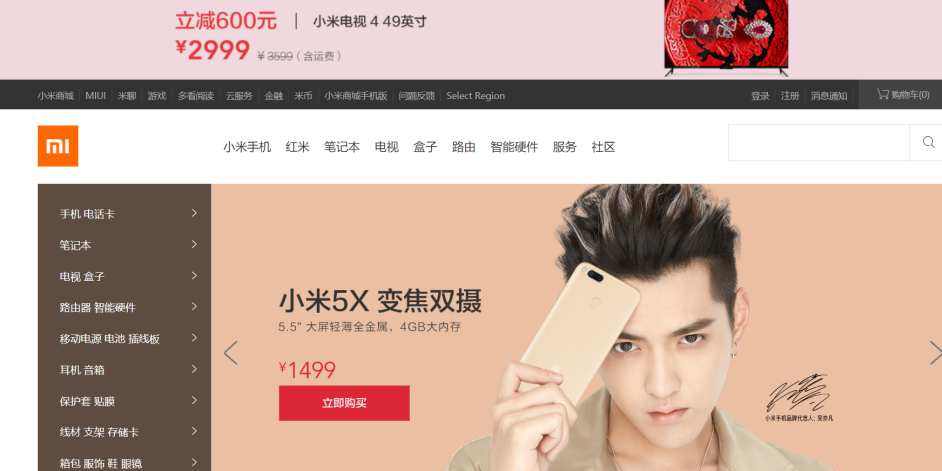 立减600元 | 小米电视 4 49英寸
¥2999 ¥ 3599 ( 含运费 )
小米商城 MIUI 米聊 游戏 多看阅读 云服务 金融 米币 小米商城手机版 问题反馈 Select Region 登录 注册 消息通知 购物车(0)
mi 小米手机 红米 笔记本 电视 盒子 路由 智能硬件 服务 社区
手机 电话卡
笔记本
电视 盒子
路由器 智能硬件
移动电源 电池 插线板
耳机 音箱
保护套 贴膜
线材 支架 存储卡
箱包 服饰 鞋 眼镜
小米5X 变焦双摄
5.5" 大屏轻薄全金属，4GB大内存
¥1499
立即购买
小米手机品牌代言人: 吴亦凡